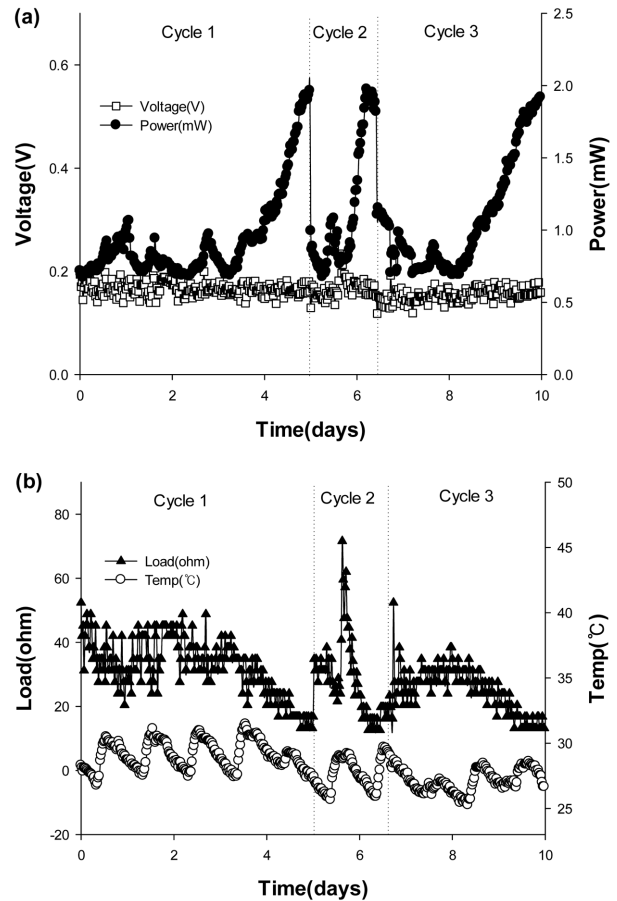 (a)
Cycle 1 Cycle 2 Cycle 3
Voltage(V)
Power(mW)
Voltage(V)
0.6
0.4
0.2
0.0
Power(mW)
2.5
2.0
1.5
1.0
0.5
0.0
0 2 4 6 8 10
Time(days)
(b)
Cycle 1 Cycle 2 Cycle 3
Load(ohm)
Temp(℃)
Load(ohm)
80
60
40
20
0
-20
Temp(℃)
50
45
40
35
30
25
0 2 4 6 8 10
Time(days)